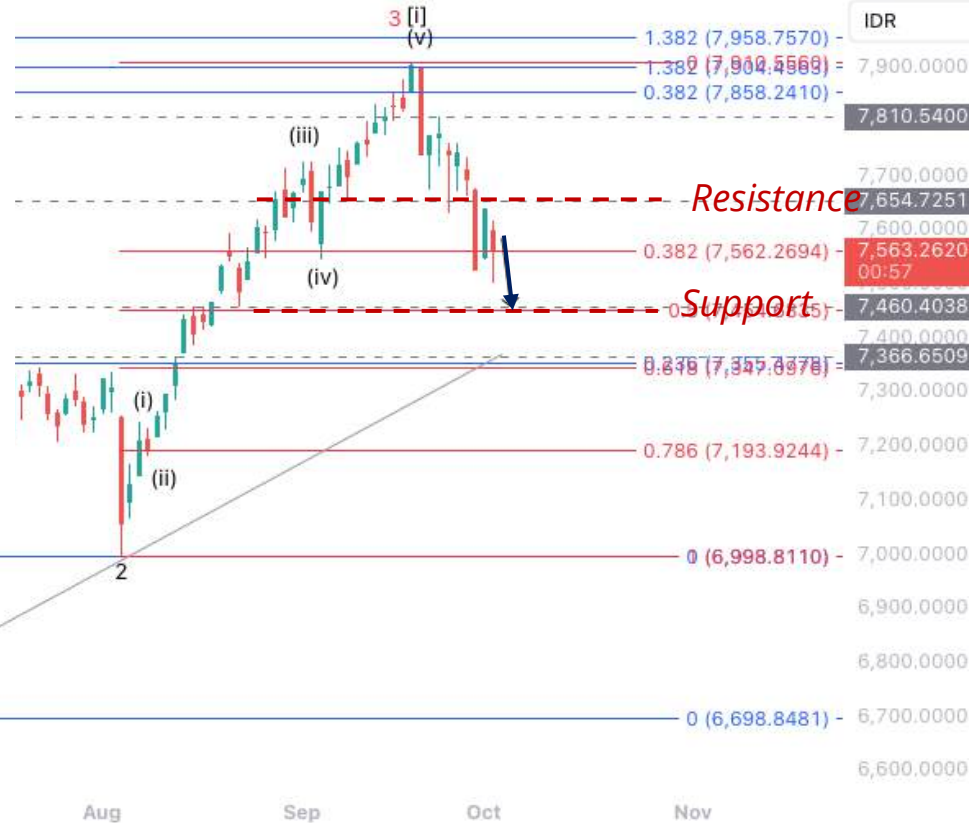 3 [i]
(v)
IDR
1.382 (7,958.7570)
7,900.0000
0.382 (7,858.2410)
7,810.5400
(iii)
7,700.0000
Resistance
7,654.7251
7,600.0000
0.382 (7,562.2694)
7,563.2620
00:57
(iv)
Support
7,460.4038
7,400.0000
7,366.6509
7,300.0000
(i)
0.786 (7,193.9244)
7,200.0000
(ii)
7,100.0000
(6,998.8110)
7,000.0000
2
6,900.0000
6,800.0000
0 (6,698.8481)
6,700.0000
6,600.0000
Aug Sep Oct Nov